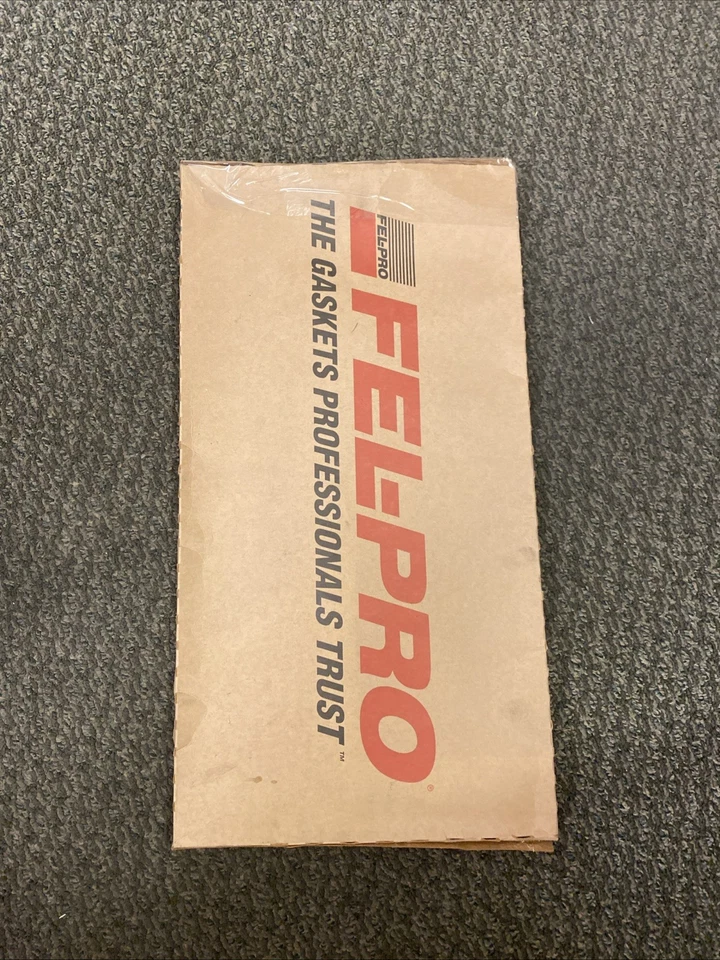 FEL-PRO
FEL-PRO®
THE GASKETS PROFESSIONALS TRUST™